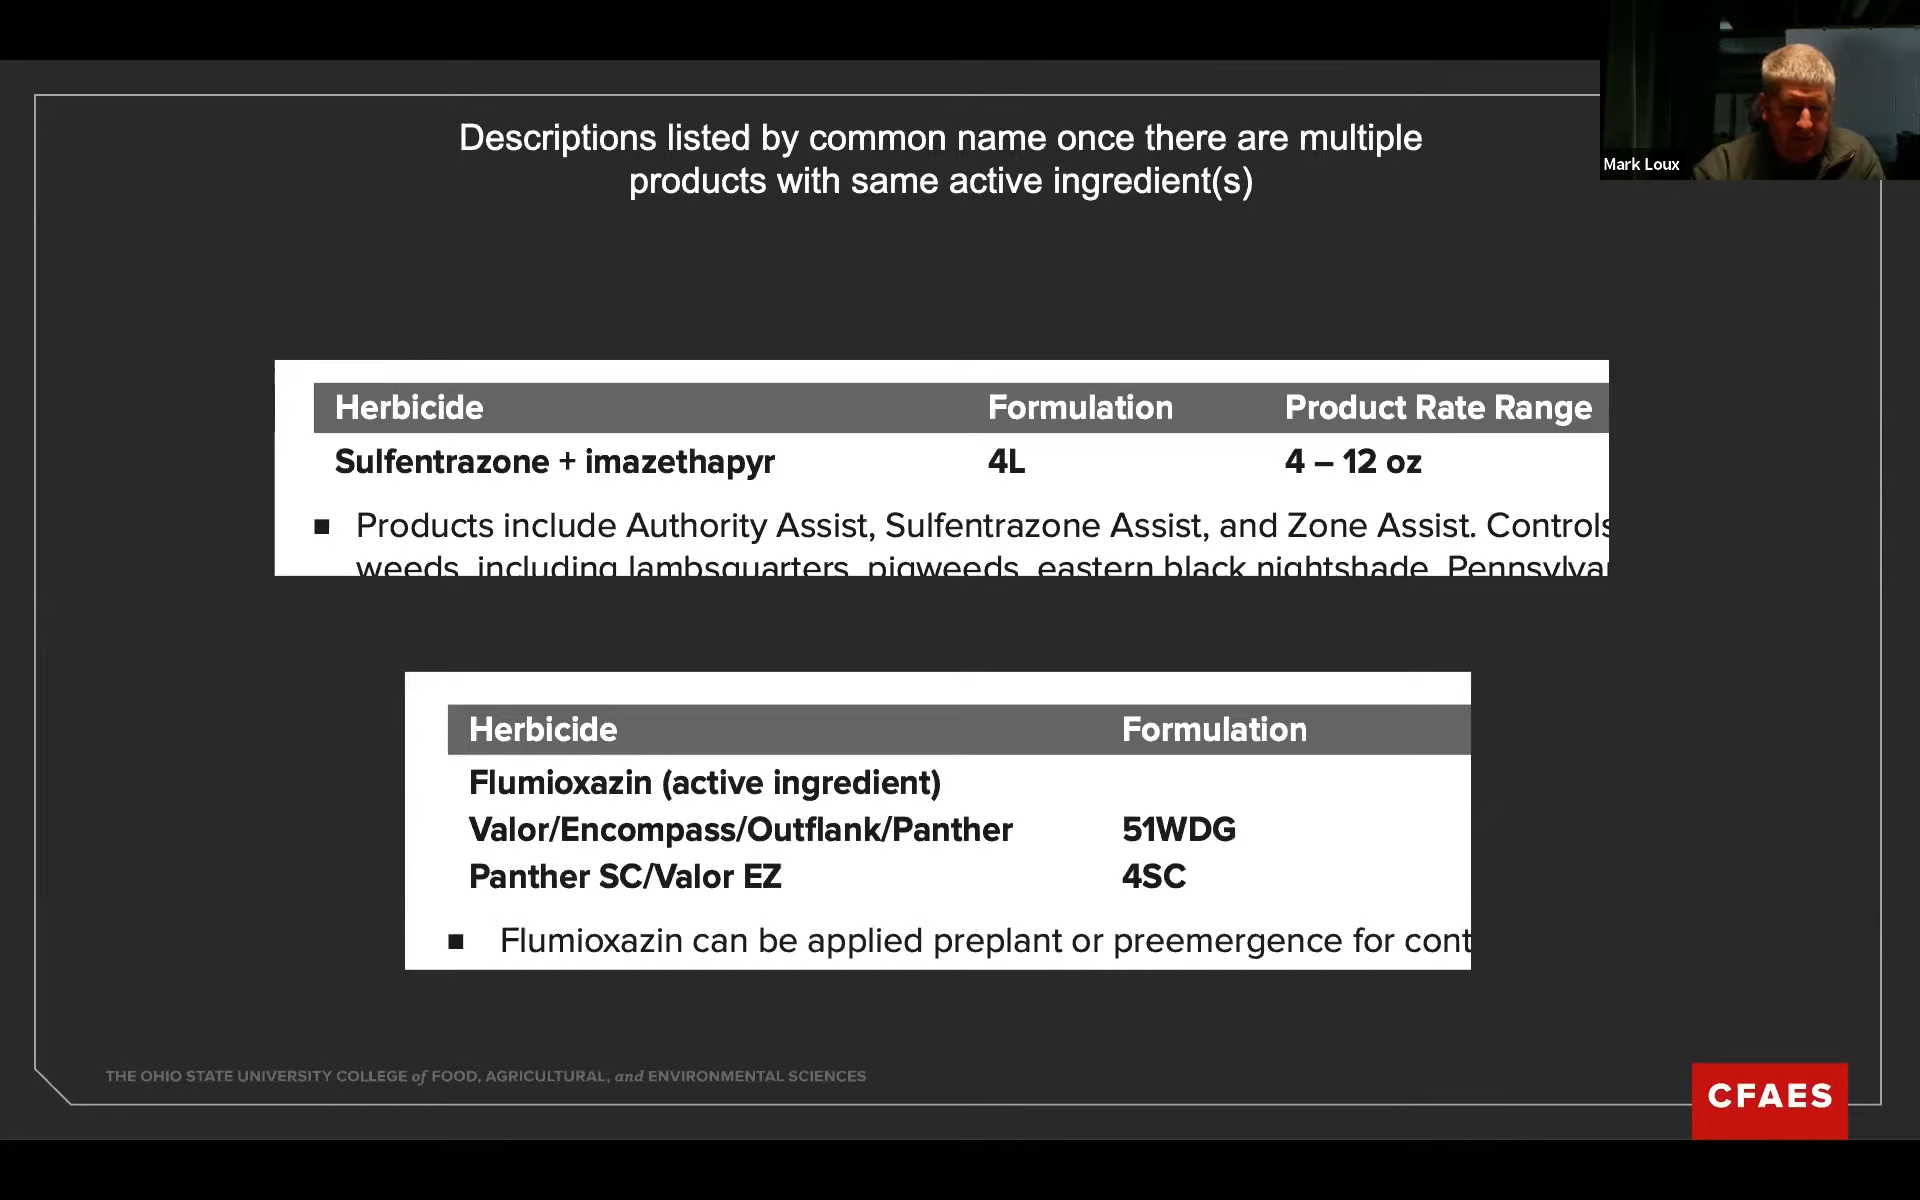 Descriptions listed by common name once there are multiple
products with same active ingredient(s)
Mark Loux
Herbicide Formulation Product Rate Range
Sulfentrazone + imazethapyr 4L 4 – 12 oz
■ Products include Authority Assist, Sulfentrazone Assist, and Zone Assist. Controls
weeds, including lambsquarters, pigweeds, eastern black nightshade, Pennsylva
Herbicide Formulation
Flumioxazin (active ingredient)
Valor/Encompass/Outflank/Panther 51WDG
Panther SC/Valor EZ 4SC
■ Flumioxazin can be applied preplant or preemergence for cont
THE OHIO STATE UNIVERSITY COLLEGE of FOOD, AGRICULTURAL, and ENVIRONMENTAL SCIENCES
CFAES